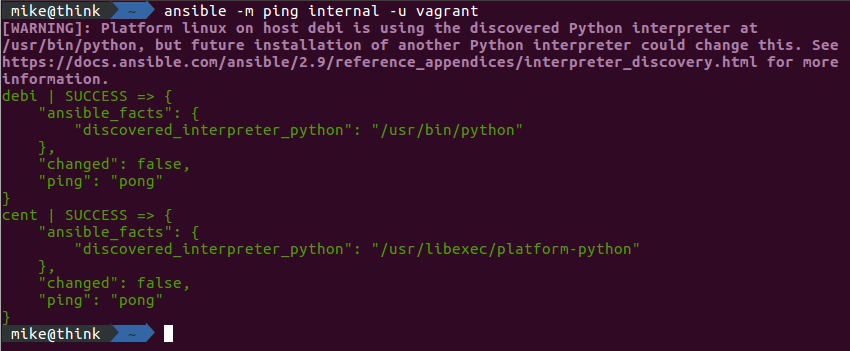 mike@think ~ ansible -m ping internal -u vagrant
[WARNING]: Platform linux on host debi is using the discovered Python interpreter at
/usr/bin/python, but future installation of another Python interpreter could change this. See
https://docs.ansible.com/ansible/2.9/reference_appendices/interpreter_discovery.html for more
information.
debi | SUCCESS => {
    "ansible_facts": {
        "discovered_interpreter_python": "/usr/bin/python"
    },
    "changed": false,
    "ping": "pong"
}
cent | SUCCESS => {
    "ansible_facts": {
        "discovered_interpreter_python": "/usr/libexec/platform-python"
    },
    "changed": false,
    "ping": "pong"
}
mike@think ~